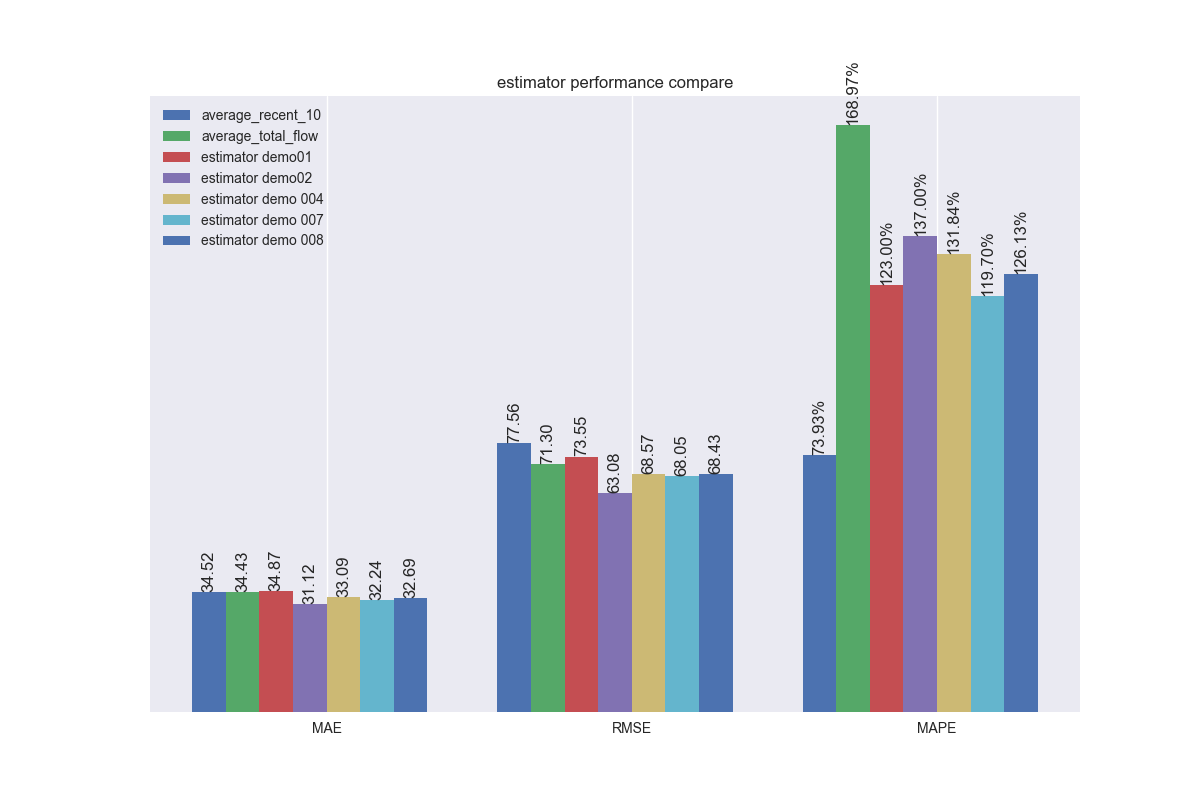 estimator performance compare
average_recent_10
average_total_flow
estimator demo01
estimator demo02
estimator demo 004
estimator demo 007
estimator demo 008
34.52
34.43
34.87
31.12
33.09
32.24
32.69
77.56
71.30
73.55
63.08
68.57
68.05
68.43
73.93%
168.97%
123.00%
137.00%
131.84%
119.70%
126.13%
MAE
RMSE
MAPE